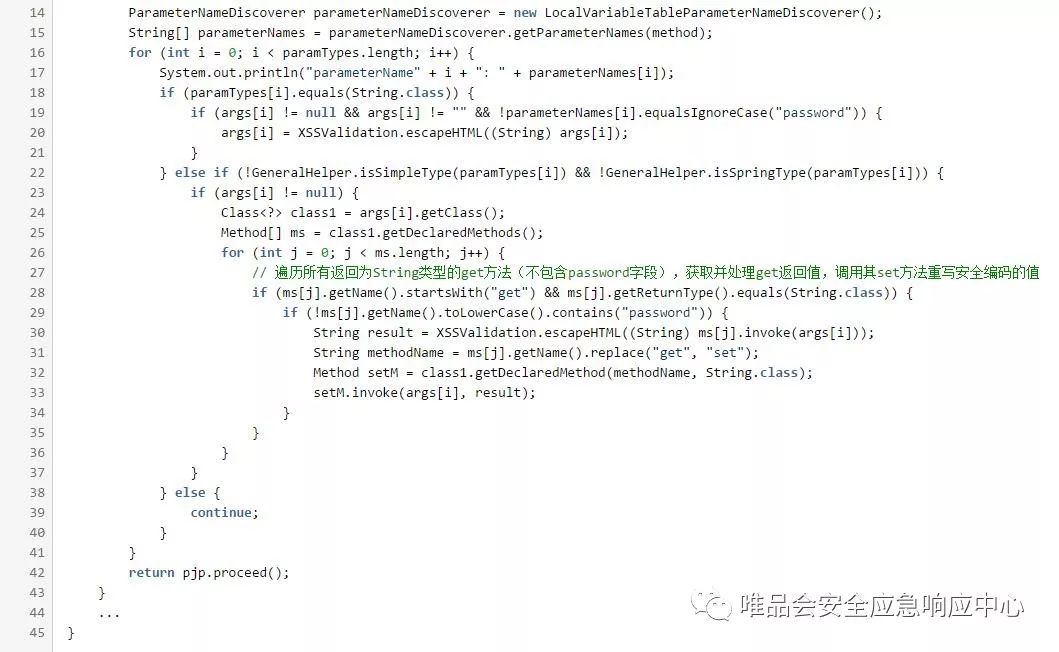 14 ParameterNameDiscoverer parameterNameDiscoverer = new LocalVariableTableParameterNameDiscoverer();
15 String[] parameterNames = parameterNameDiscoverer.getParameterNames(method);
16 for (int i = 0; i < paramTypes.length; i++) {
17 System.out.println("parameterName" + i + ": " + parameterNames[i]);
18 if (paramTypes[i].equals(String.class)) {
19 if (args[i] != null && args[i] != "" && !parameterNames[i].equalsIgnoreCase("password")) {
20 args[i] = XSSValidation.escapeHTML((String) args[i]);
21 }
22 } else if (!GeneralHelper.isSimpleType(paramTypes[i]) && !GeneralHelper.isSpringType(paramTypes[i])) {
23 if (args[i] != null) {
24 Class<?> class1 = args[i].getClass();
25 Method[] ms = class1.getDeclaredMethods();
26 for (int j = 0; j < ms.length; j++) {
27 // 遍历所有返回为String类型的get方法（不包含password字段），获取并处理get返回值，调用其set方法重写安全编码的值
28 if (ms[j].getName().startsWith("get") && ms[j].getReturnType().equals(String.class)) {
29 if (!ms[j].getName().toLowerCase().contains("password")) {
30 String result = XSSValidation.escapeHTML((String) ms[j].invoke(args[i]));
31 String methodName = ms[j].getName().replace("get", "set");
32 Method setM = class1.getDeclaredMethod(methodName, String.class);
33 setM.invoke(args[i], result);
34 }
35 }
36 }
37 }
38 } else {
39 continue;
40 }
41 }
42 return pjp.proceed();
43 }
44 ...
45 }
唯品会安全应急响应中心